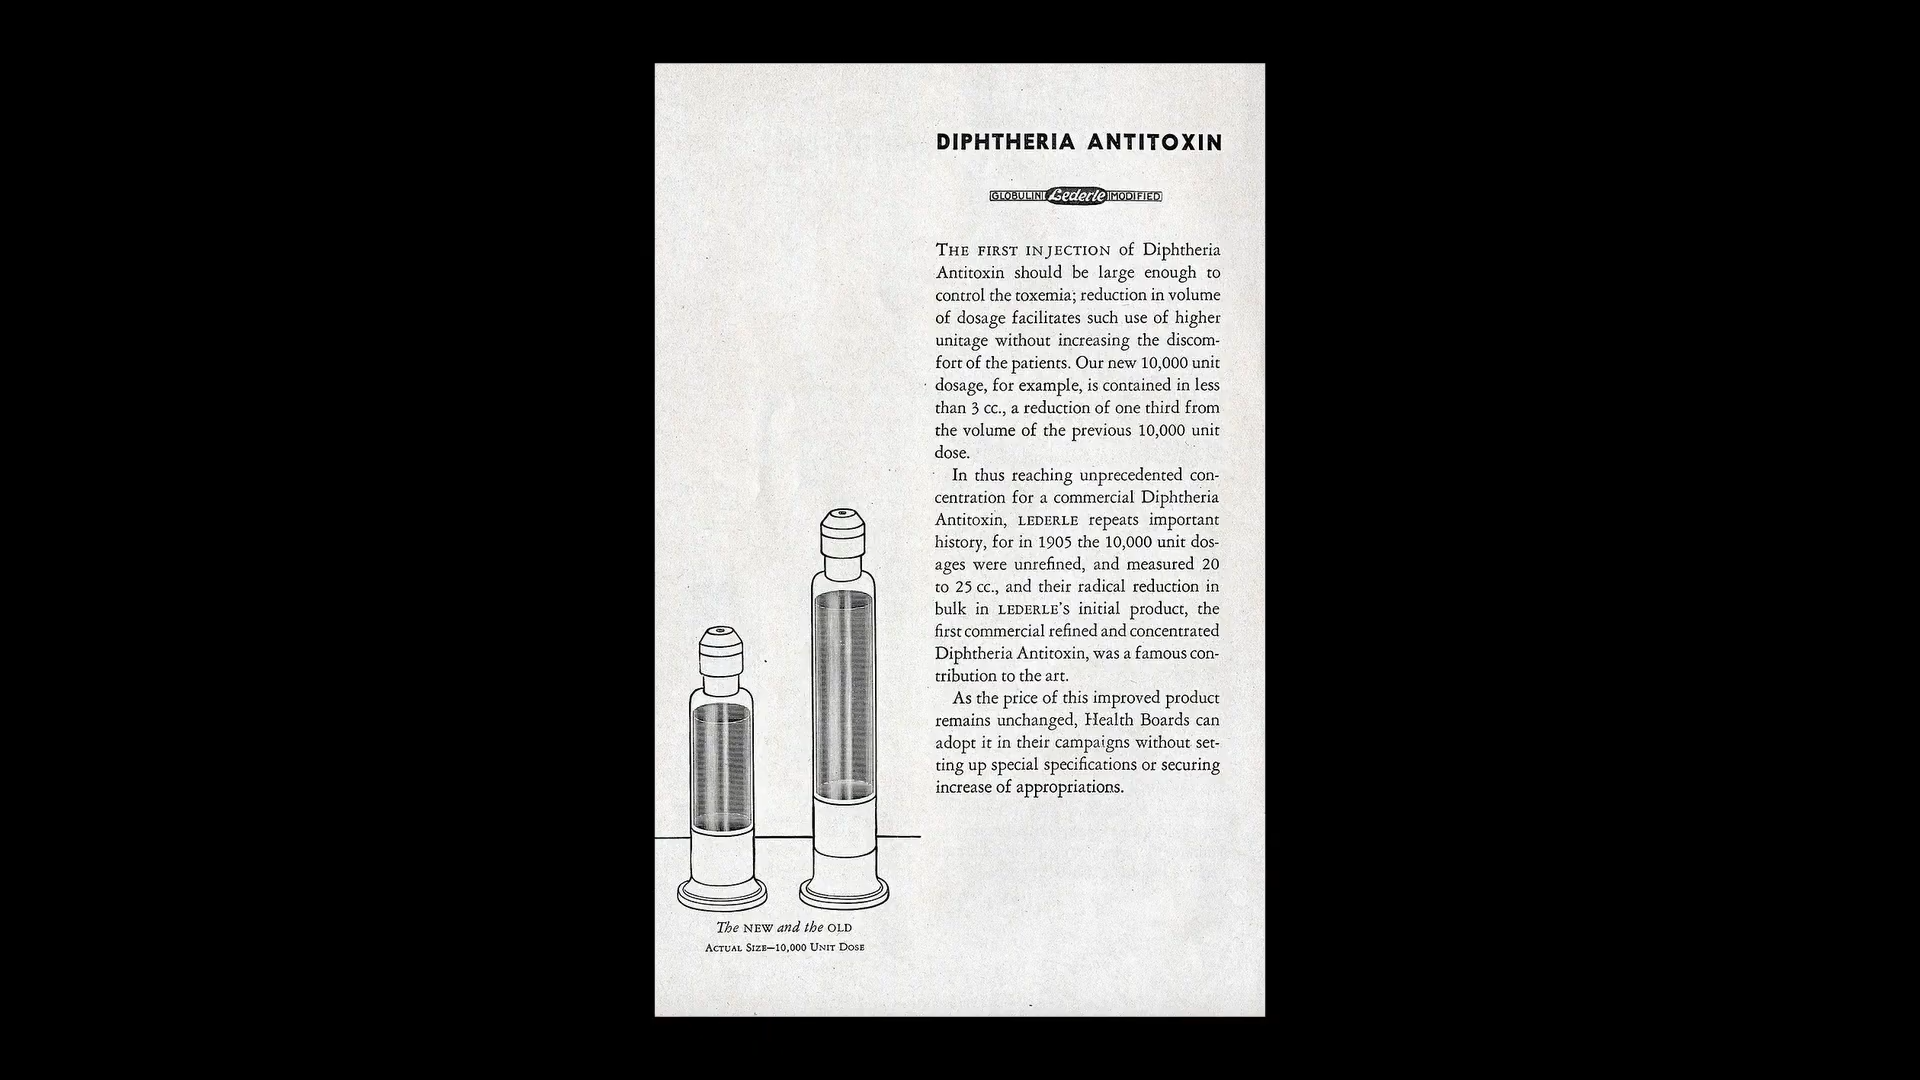 DIPHTHERIA ANTITOXIN
GLOBULIN Lederle MODIFIED
THE FIRST INJECTION of Diphtheria
Antitoxin should be large enough to
control the toxemia; reduction in volume
of dosage facilitates such use of higher
unitage without increasing the discom-
fort of the patients. Our new 10,000 unit
dosage, for example, is contained in less
than 3 cc., a reduction of one third from
the volume of the previous 10,000 unit
dose.
In thus reaching unprecedented con-
centration for a commercial Diphtheria
Antitoxin, LEDERLE repeats important
history, for in 1905 the 10,000 unit dos-
ages were unrefined, and measured 20
to 25 cc., and their radical reduction in
bulk in LEDERLE'S initial product, the
first commercial refined and concentrated
Diphtheria Antitoxin, was a famous con-
tribution to the art.
As the price of this improved product
remains unchanged, Health Boards can
adopt it in their campaigns without set-
ting up special specifications or securing
increase of appropriations.
The NEW and the OLD
ACTUAL SIZE—10,000 UNIT DOSE